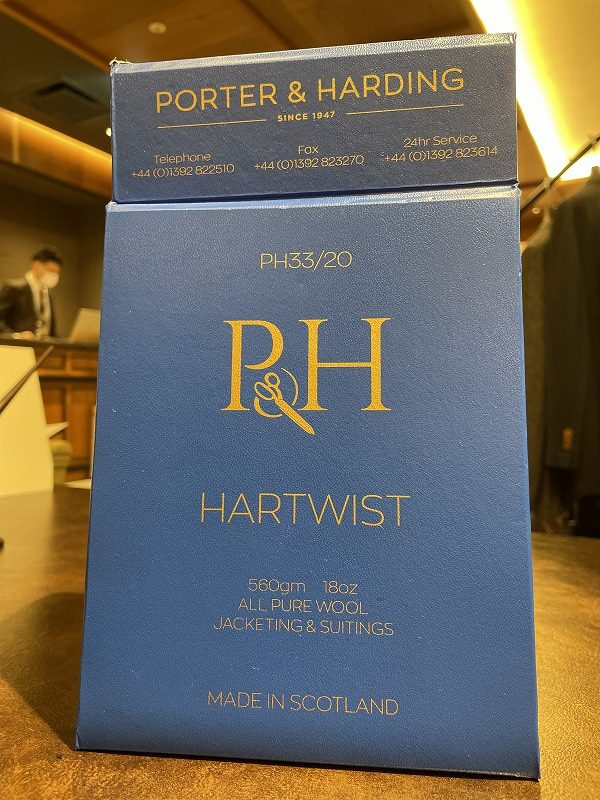 PORTER & HARDING
SINCE 1947
Telephone
+44 (0)1392 822510
Fax
+44 (0)1392 823270
24hr Service
+44 (0)1392 823614
PH33/20
P&H
HARTWIST
560gm 18oz
ALL PURE WOOL
JACKETING & SUITINGS
MADE IN SCOTLAND